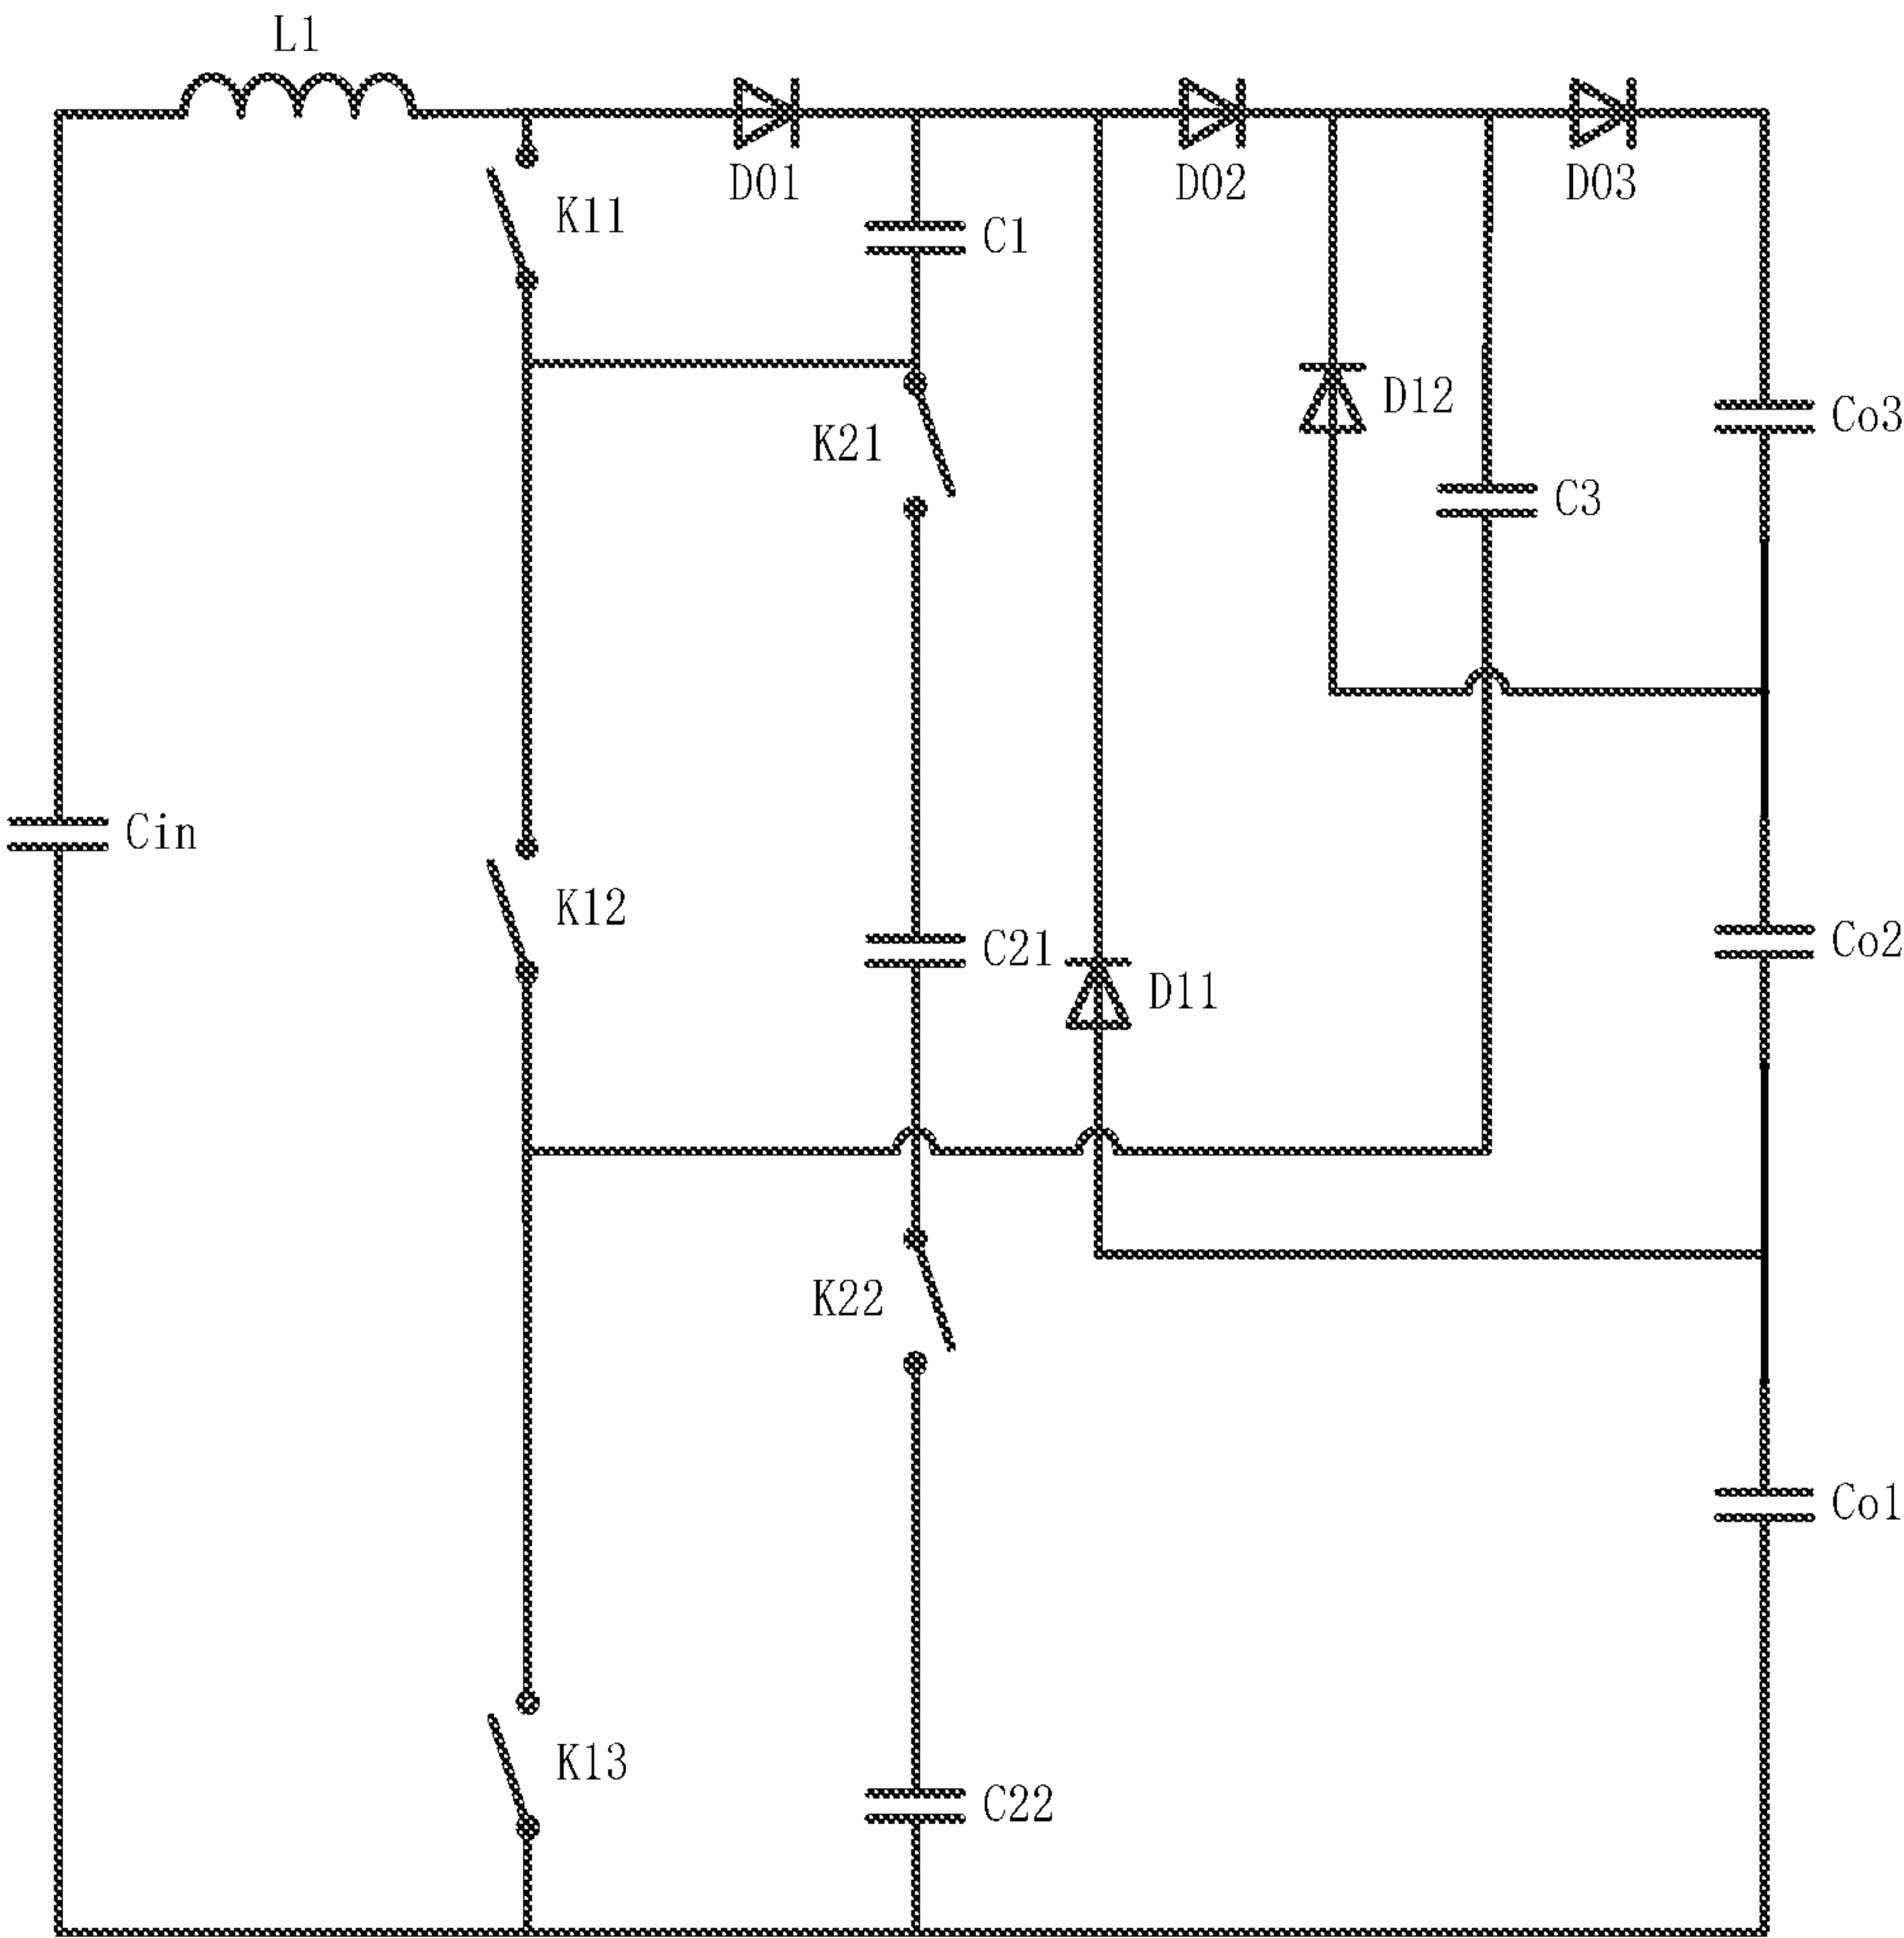 L1
K11
D01
C1
D02
D03
K21
D12
C3
Co3
Cin
K12
C21
D11
Co2
K22
Co1
K13
C22